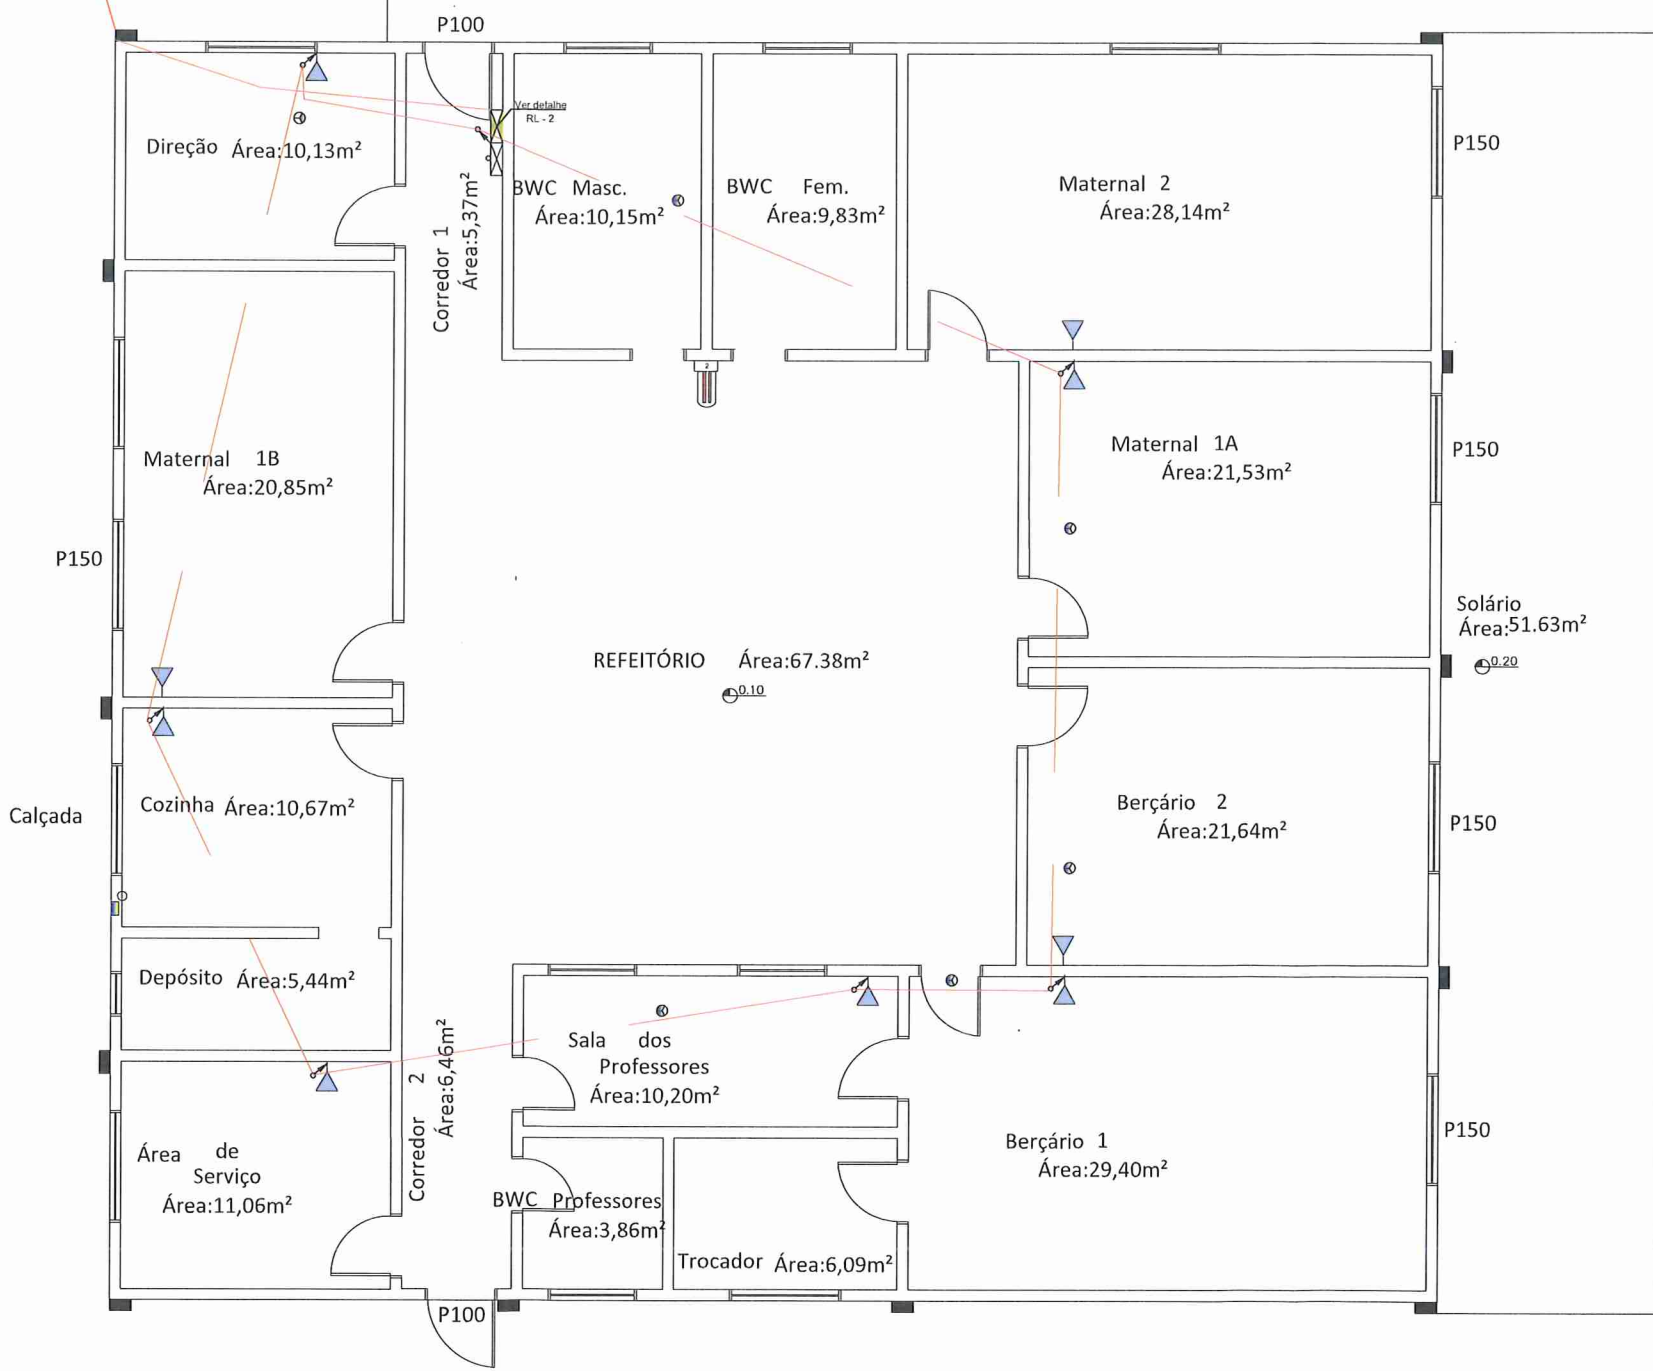 P100
Ver detalhe
RL - 2
Direção Área:10,13m²
P150
BWC Masc.
Área:10,15m²
BWC Fem.
Área:9,83m²
Maternal 2
Área:28,14m²
Corredor 1
Área:5,37m²
2
Maternal 1B
Área:20,85m²
Maternal 1A
Área:21,53m²
P150
P150
Solário
Área:51.63m²
0.20
REFEITÓRIO Área:67.38m²
0.10
Calçada
Cozinha Área:10,67m²
Berçário 2
Área:21,64m²
P150
Depósito Área:5,44m²
Sala dos
Professores
Área:10,20m²
Corredor 2
Área:6,46m²
Área de
Serviço
Área:11,06m²
Berçário 1
Área:29,40m²
P150
BWC Professores
Área:3,86m²
Trocador Área:6,09m²
P100